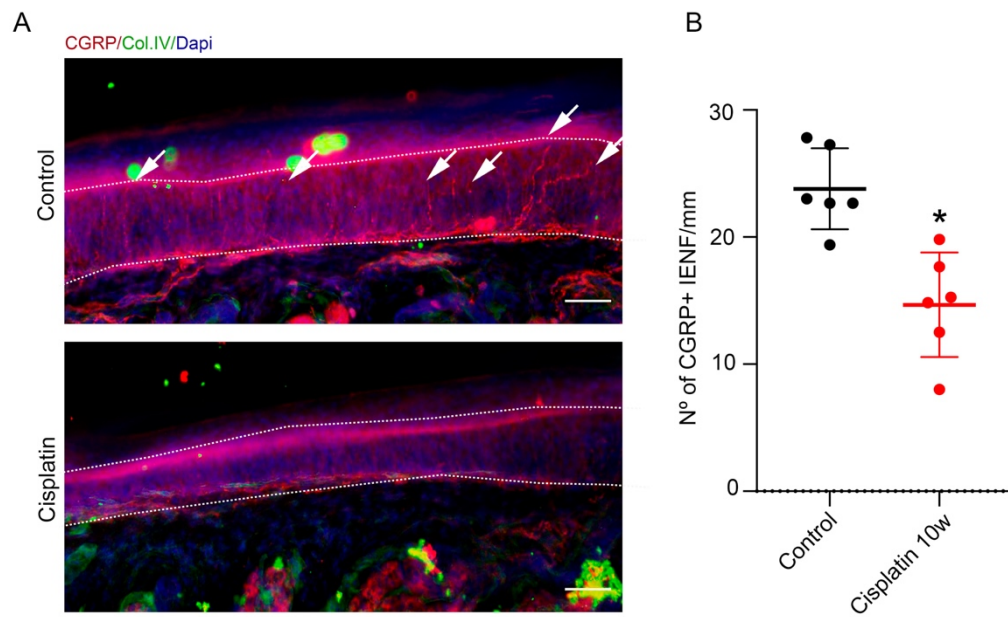 A
CGRP/Col.IV/Dapi
Control
Cisplatin
B
Nº of CGRP+ IENF/mm
30
20
10
0
*
Control
Cisplatin 10w